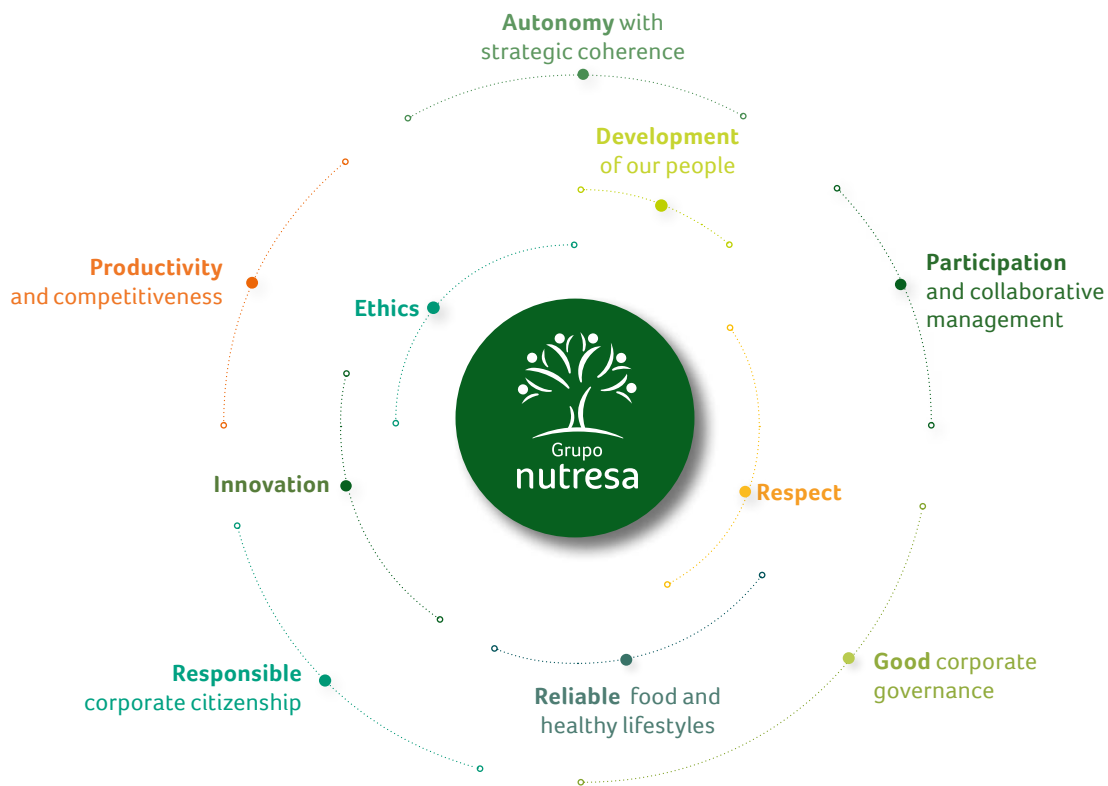 Autonomy with
strategic coherence
Development
of our people
Productivity
and competitiveness
Participation
and collaborative
management
Ethics
Grupo
nutresa
Innovation
Respect
Responsible
corporate citizenship
Reliable food and
healthy lifestyles
Good corporate
governance